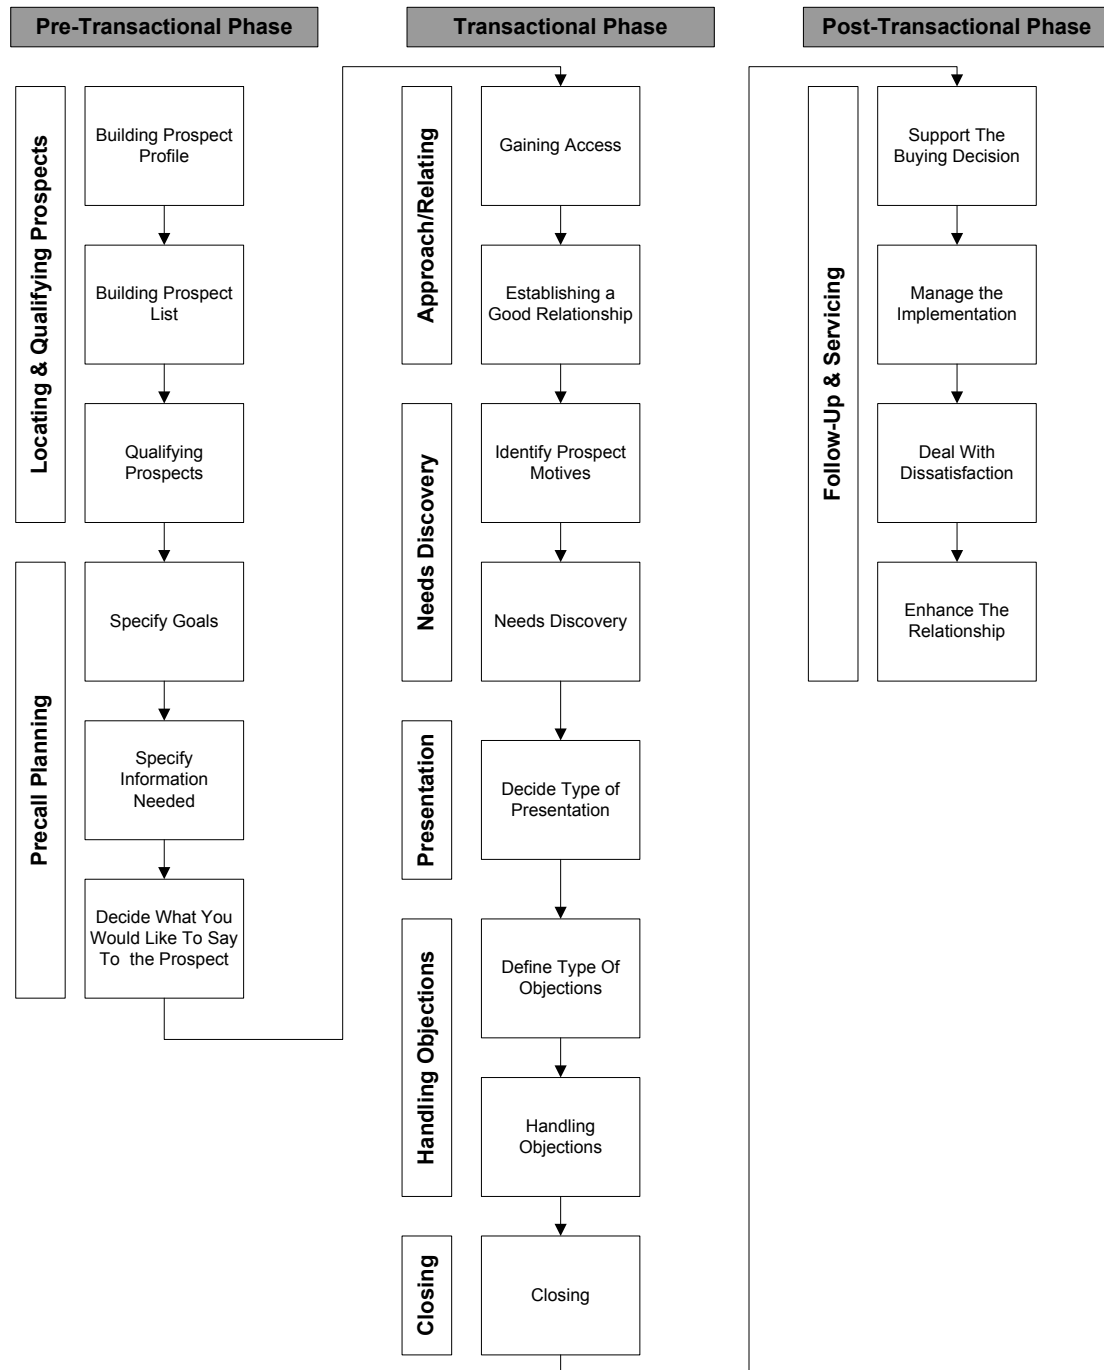 Pre-Transactional Phase
Locating & Qualifying Prospects
Building Prospect
Profile
Building Prospect
List
Qualifying
Prospects
Precall Planning
Specify Goals
Specify
Information
Needed
Decide What You
Would Like To Say
To the Prospect
Transactional Phase
Approach/Relating
Gaining Access
Establishing a
Good Relationship
Needs Discovery
Identify Prospect
Motives
Needs Discovery
Presentation
Decide Type of
Presentation
Handling Objections
Define Type Of
Objections
Handling
Objections
Closing
Closing
Post-Transactional Phase
Follow-Up & Servicing
Support The
Buying Decision
Manage the
Implementation
Deal With
Dissatisfaction
Enhance The
Relationship